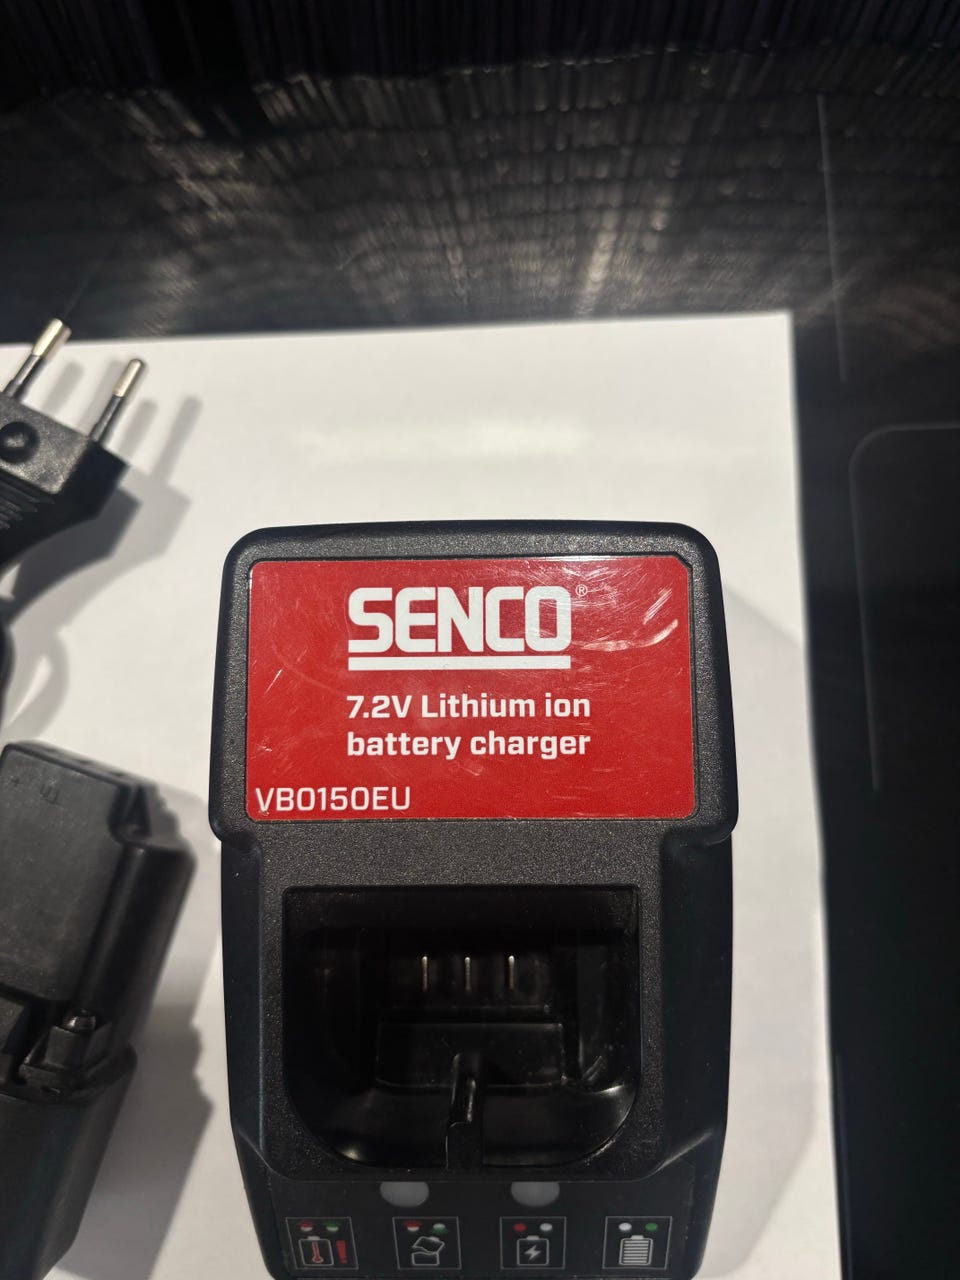 SENCO®
7.2V Lithium ion
battery charger
VB0150EU